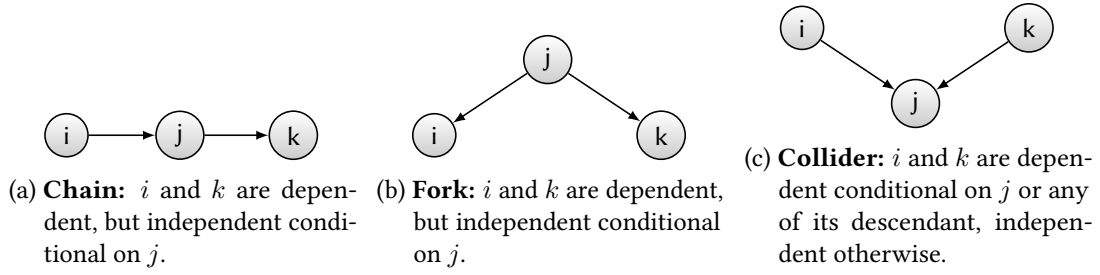 i
j
k
(a) Chain: i and k are depen-
dent, but independent condi-
tional on j.
j
i
k
(b) Fork: i and k are dependent,
but independent conditional
on j.
i
k
j
(c) Collider: i and k are depen-
dent conditional on j or any
of its descendant, indepen-
dent otherwise.